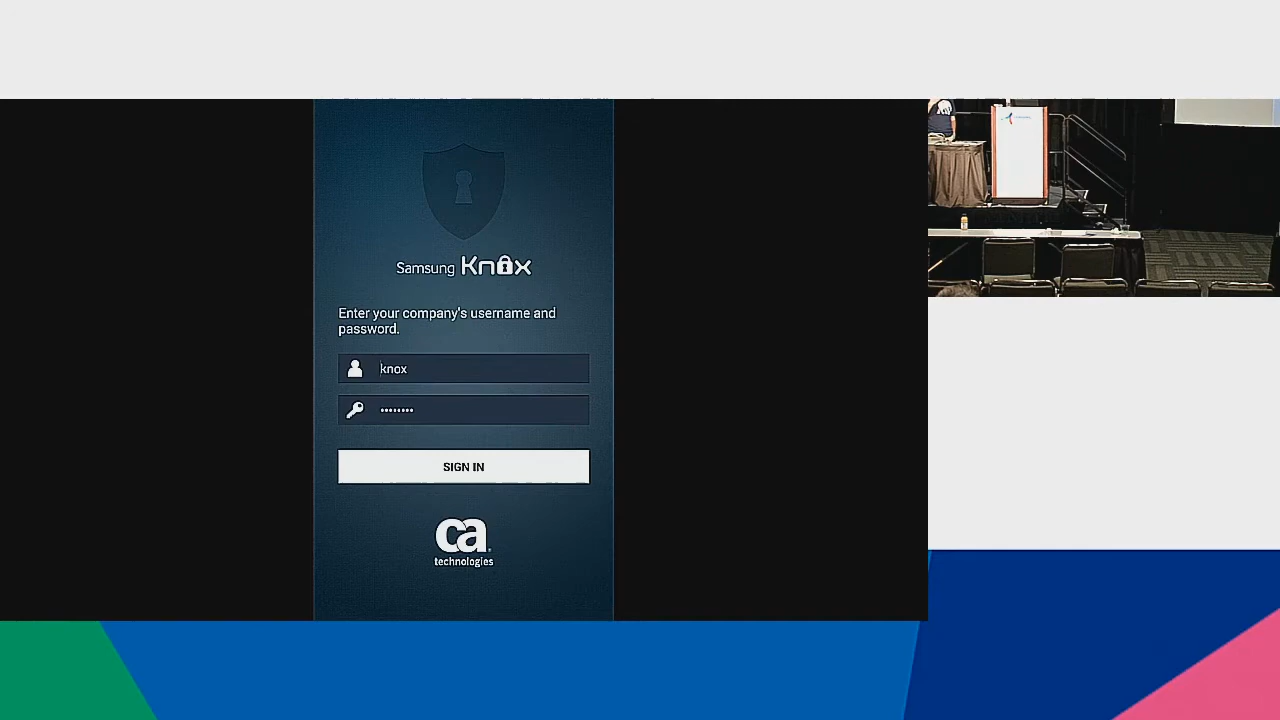 Samsung Knox
Enter your company's username and
password.
knox
••••••••
SIGN IN
ca
technologies